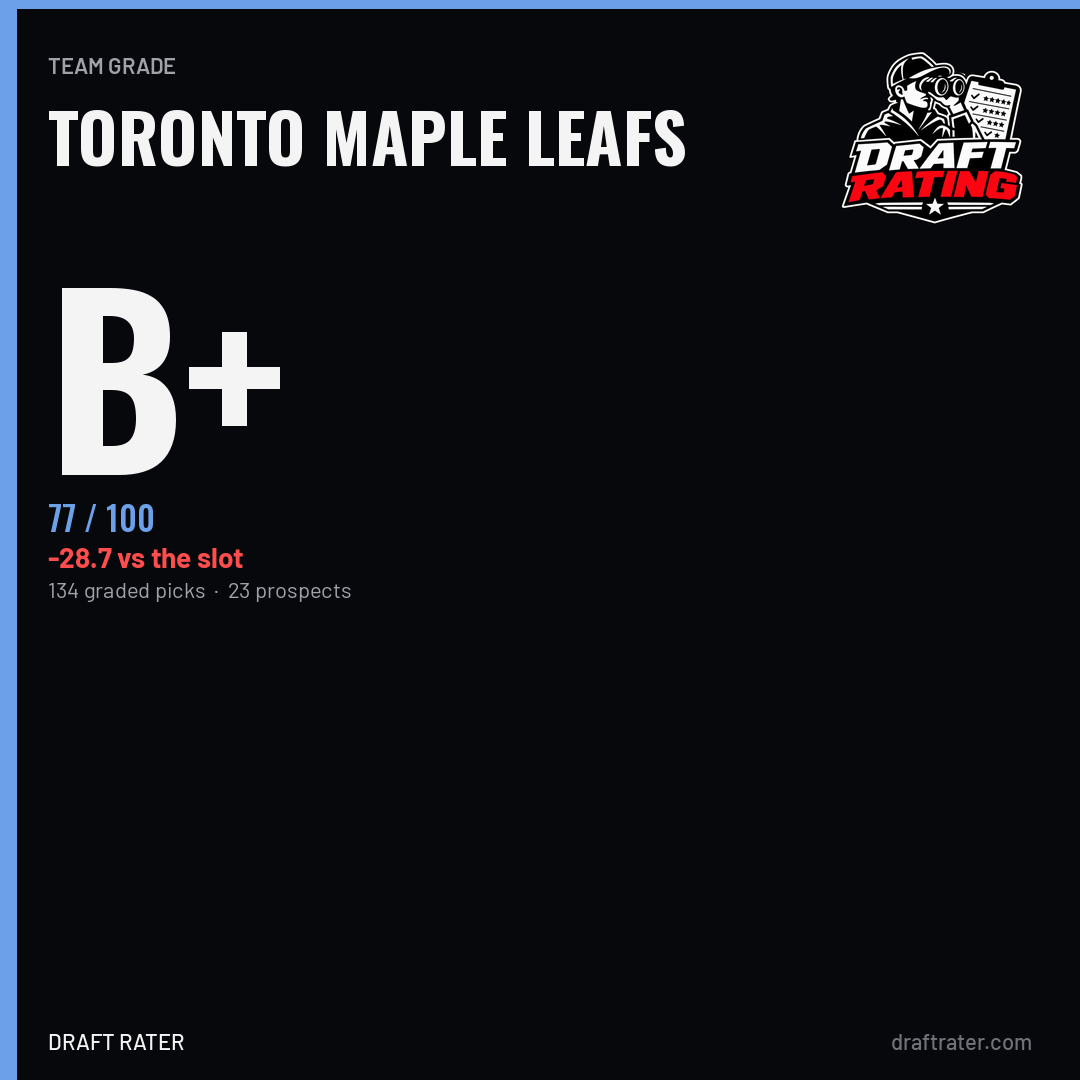 TEAM GRADE
TORONTO MAPLE LEAFS
DRAFT
RATING
B+
77 / 100
-28.7 vs the slot
134 graded picks · 23 prospects
DRAFT RATER
draftrater.com